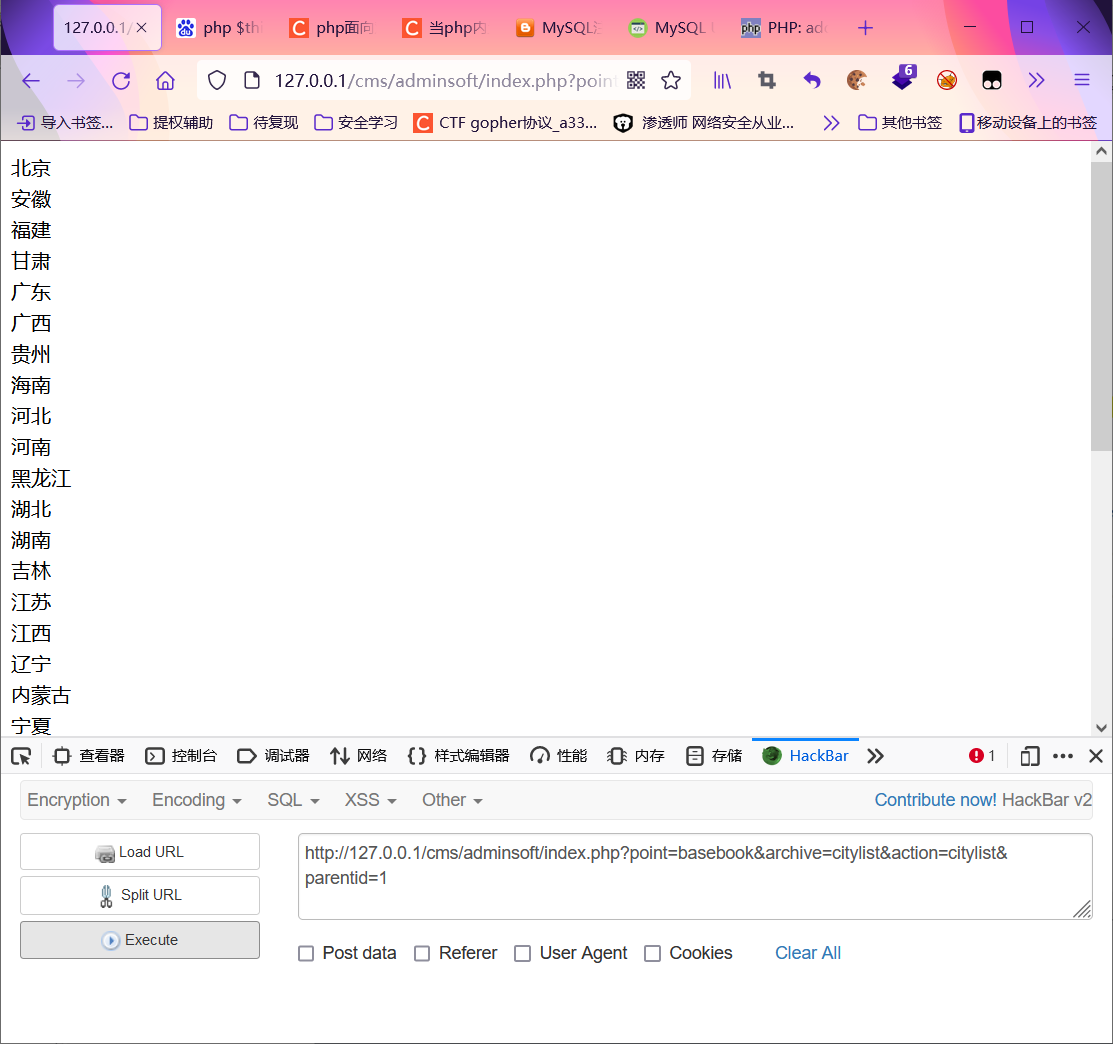 127.0.0.1/
php $thi
php面向
当php内
MySQL注
MySQL
PHP: add
127.0.0.1/cms/adminsoft/index.php?point
6
导入书签...
提权辅助
待复现
安全学习
CTF gopher协议_a33...
渗透师 网络安全从业...
其他书签
移动设备上的书签
北京
安徽
福建
甘肃
广东
广西
贵州
海南
河北
河南
黑龙江
湖北
湖南
吉林
江苏
江西
辽宁
内蒙古
宁夏
查看器
控制台
调试器
网络
样式编辑器
性能
内存
存储
HackBar
1
Encryption
Encoding
SQL
XSS
Other
Contribute now! HackBar v2
Load URL
Split URL
Execute
http://127.0.0.1/cms/adminsoft/index.php?point=basebook&archive=citylist&action=citylist&
parentid=1
Post data
Referer
User Agent
Cookies
Clear All